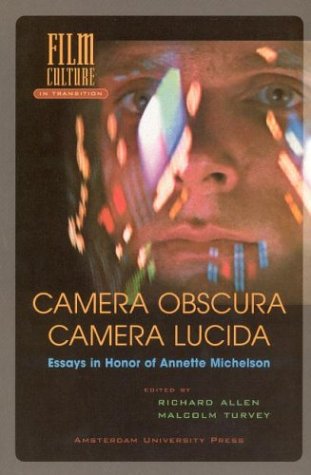 FILM
CULTURE
IN TRANSITION
CAMERA OBSCURA
CAMERA LUCIDA
Essays in Honor of Annette Michelson
EDITED BY
RICHARD ALLEN
MALCOLM TURVEY
AMSTERDAM UNIVERSITY PRESS